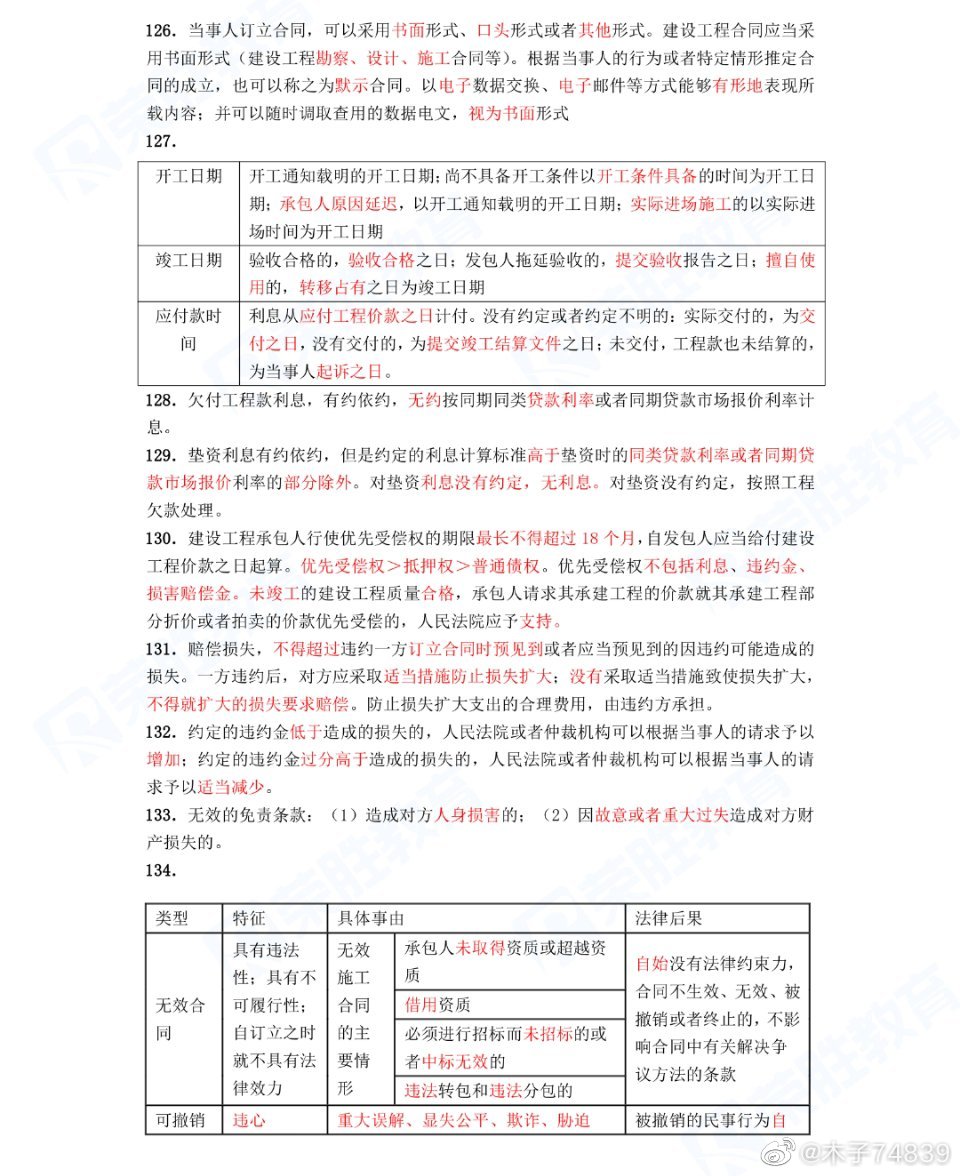 126. 当事人订立合同，可以采用书面形式、口头形式或者其他形式。建设工程合同应当采
用书面形式（建设工程勘察、设计、施工合同等）。根据当事人的行为或者特定情形推定合
同的成立，也可以称之为默示合同。以电子数据交换、电子邮件等方式能够有形地表现所
载内容；并可以随时调取查用的数据电文，视为书面形式
127.
开工日期
开工通知载明的开工日期；尚不具备开工条件以开工条件具备的时间为开工日
期；承包人原因延迟，以开工通知载明的开工日期；实际进场施工的以实际进
场时间为开工日期
竣工日期
验收合格的，验收合格之日；发包人拖延验收的，提交验收报告之日；擅自使
用的，转移占有之日为竣工日期
应付款时
间
利息从应付工程价款之日计付。没有约定或者约定不明的：实际交付的，为交
付之日，没有交付的，为提交竣工结算文件之日；未交付，工程款也未结算的，
为当事人起诉之日。
128. 欠付工程款利息，有约依约，无约按同期同类贷款利率或者同期贷款市场报价利率计
息。
129. 垫资利息有约依约，但是约定的利息计算标准高于垫资时的同类贷款利率或者同期贷
款市场报价利率的部分除外。对垫资利息没有约定，无利息。对垫资没有约定，按照工程
欠款处理。
130. 建设工程承包人行使优先受偿权的期限最长不得超过 18 个月，自发包人应当给付建设
工程价款之日起算。优先受偿权＞抵押权＞普通债权。优先受偿权不包括利息、违约金、
损害赔偿金。未竣工的建设工程质量合格，承包人请求其承建工程的价款就其承建工程部
分折价或者拍卖的价款优先受偿的，人民法院应予支持。
131. 赔偿损失，不得超过违约一方订立合同时预见到或者应当预见到的因违约可能造成的
损失。一方违约后，对方应采取适当措施防止损失扩大；没有采取适当措施致使损失扩大，
不得就扩大的损失要求赔偿。防止损失扩大支出的合理费用，由违约方承担。
132. 约定的违约金低于造成的损失的，人民法院或者仲裁机构可以根据当事人的请求予以
增加；约定的违约金过分高于造成的损失的，人民法院或者仲裁机构可以根据当事人的请
求予以适当减少。
133. 无效的免责条款：（1）造成对方人身损害的；（2）因故意或者重大过失造成对方财
产损失的。
134.
类型 特征 具体事由 法律后果
无效合
同
具有违法
性；具有不
可履行性；
自订立之时
就不具有法
律效力
无效
施工
合同
的主
要情
形
承包人未取得资质或超越资
质
借用资质
必须进行招标而未招标的或
者中标无效的
违法转包和违法分包的
自始没有法律约束力，
合同不生效、无效、被
撤销或者终止的，不影
响合同中有关解决争
议方法的条款
可撤销 违心 重大误解、显失公平、欺诈、胁迫 被撤销的民事行为自
荣胜教育
@木子74839